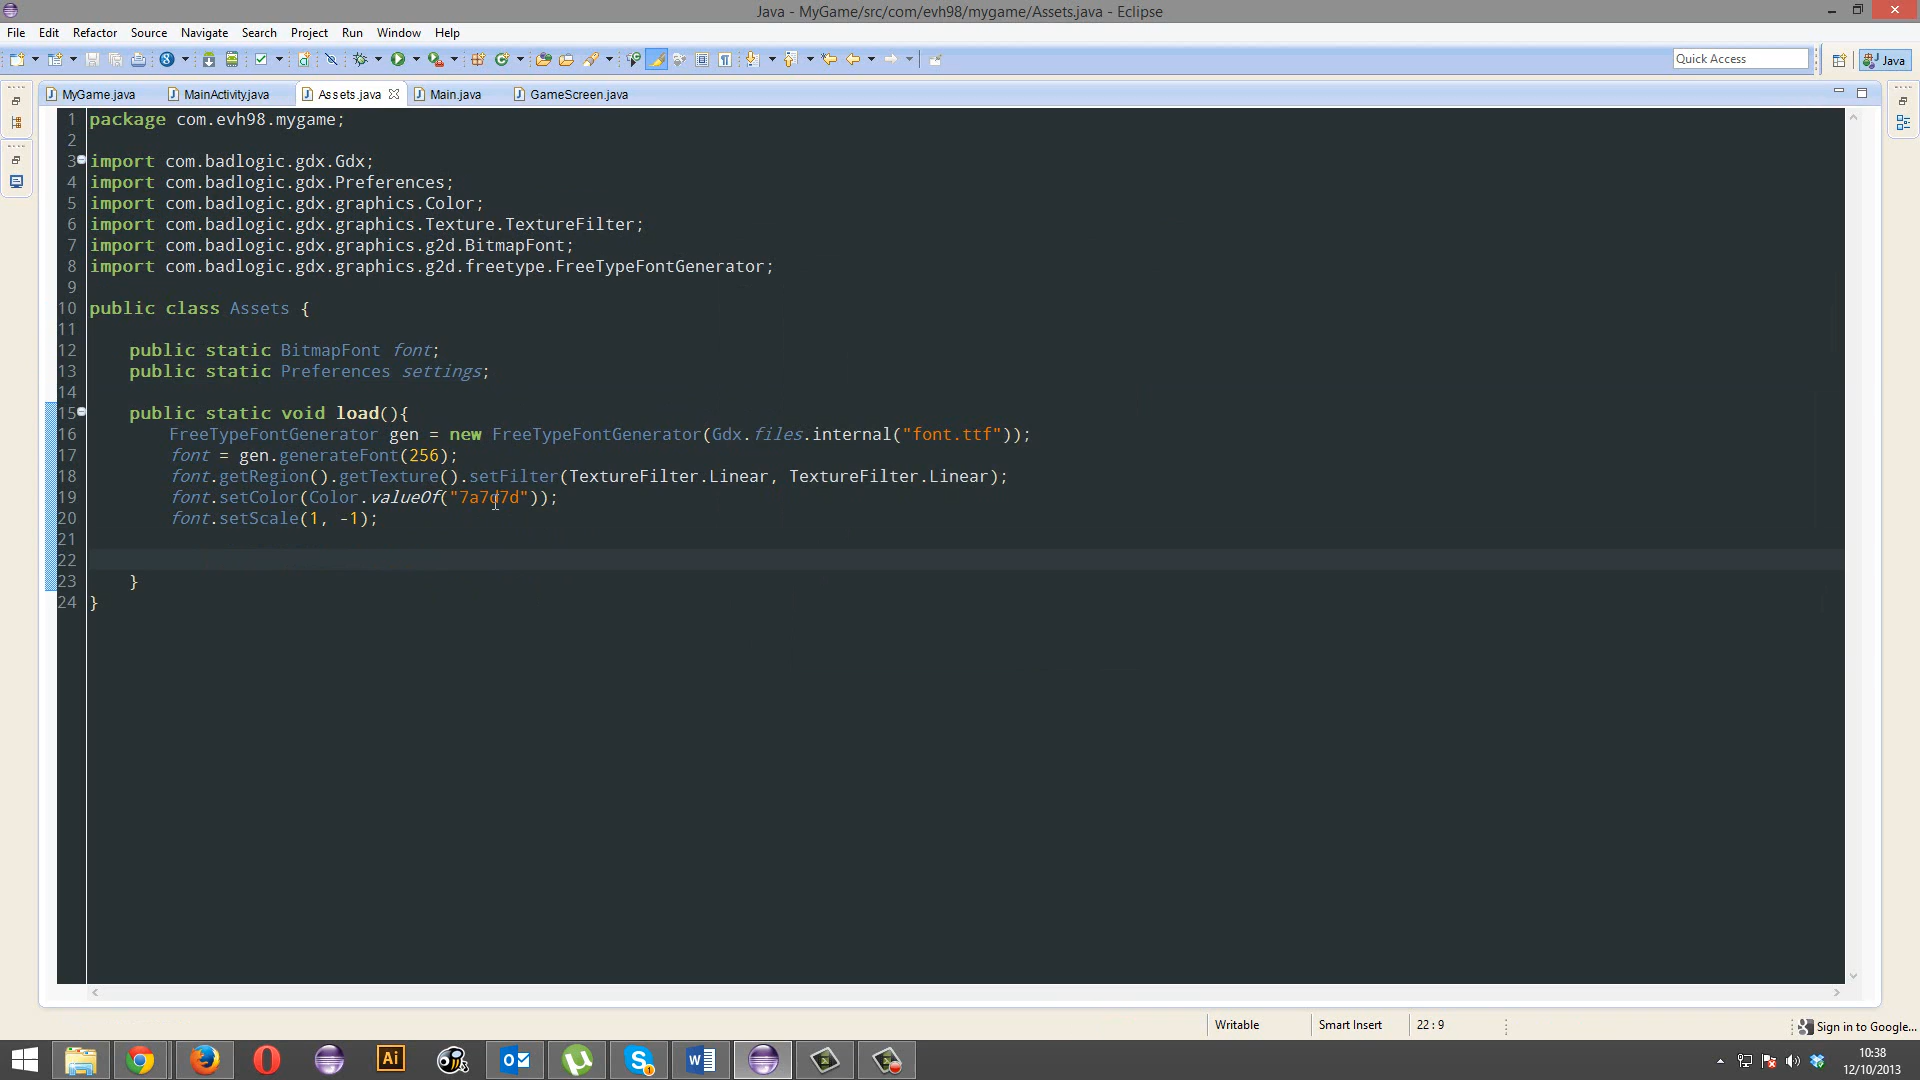 Java - MyGame/src/com/evh98/mygame/Assets.java - Eclipse
File Edit Refactor Source Navigate Search Project Run Window Help
Quick Access
Java
MyGame.java MainActivity.java Assets.java Main.java GameScreen.java
1 package com.evh98.mygame;
2
3 import com.badlogic.gdx.Gdx;
4 import com.badlogic.gdx.Preferences;
5 import com.badlogic.gdx.graphics.Color;
6 import com.badlogic.gdx.graphics.Texture.TextureFilter;
7 import com.badlogic.gdx.graphics.g2d.BitmapFont;
8 import com.badlogic.gdx.graphics.g2d.freetype.FreeTypeFontGenerator;
9
10 public class Assets {
11
12 public static BitmapFont font;
13 public static Preferences settings;
14
15 public static void load(){
16 FreeTypeFontGenerator gen = new FreeTypeFontGenerator(Gdx.files.internal("font.ttf"));
17 font = gen.generateFont(256);
18 font.getRegion().getTexture().setFilter(TextureFilter.Linear, TextureFilter.Linear);
19 font.setColor(Color.valueOf("7a7d7d"));
20 font.setScale(1, -1);
21
22
23 }
24 }
Writable Smart Insert 22 : 9
Sign in to Google...
10:38
12/10/2013